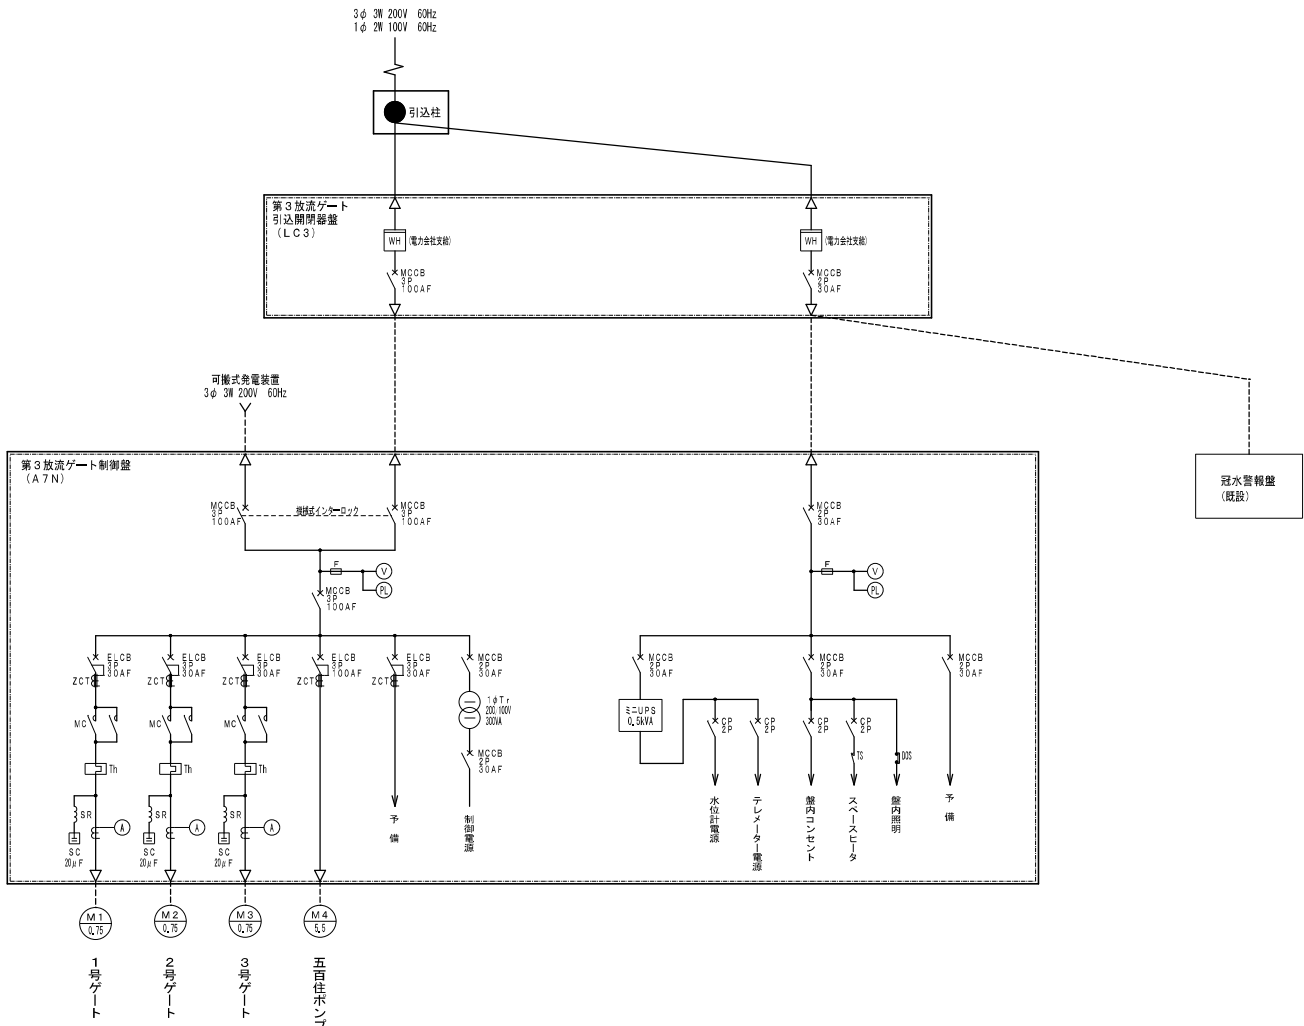 3φ 3W 200V 60Hz
1φ 2W 100V 60Hz
引込柱
第3放流ゲート
引込開閉器盤
(LC3)
WH
(電力会社支給)
WH
(電力会社支給)
MCCB
3P
100AF
MCCB
2P
30AF
可搬式発電装置
3φ 3W 200V 60Hz
第3放流ゲート制御盤
(A7N)
冠水警報盤
(既設)
MCCB
3P
100AF
機械式インターロック
MCCB
3P
100AF
MCCB
2P
30AF
F
V
PL
F
V
PL
MCCB
3P
100AF
ELCB
3P
30AF
ZCT
ELCB
3P
30AF
ZCT
ELCB
3P
30AF
ZCT
ELCB
3P
100AF
ZCT
ELCB
3P
30AF
ZCT
MCCB
2P
30AF
MCCB
2P
30AF
MCCB
2P
30AF
MCCB
2P
30AF
1φTr
200/100V
300VA
ミニUPS
0.5kVA
MC
MC
MC
CP
2P
CP
2P
CP
2P
CP
2P
MCCB
2P
30AF
TS
DOS
Th
Th
Th
SR
A
SR
A
SR
A
SC
20μF
SC
20μF
SC
20μF
予備
制御電源
水位計電源
テレメーター電源
盤内コンセント
スペースヒータ
盤内照明
予備
M1
0.75
M2
0.75
M3
0.75
M4
5.5
1号ゲート
2号ゲート
3号ゲート
五百住ポンプ